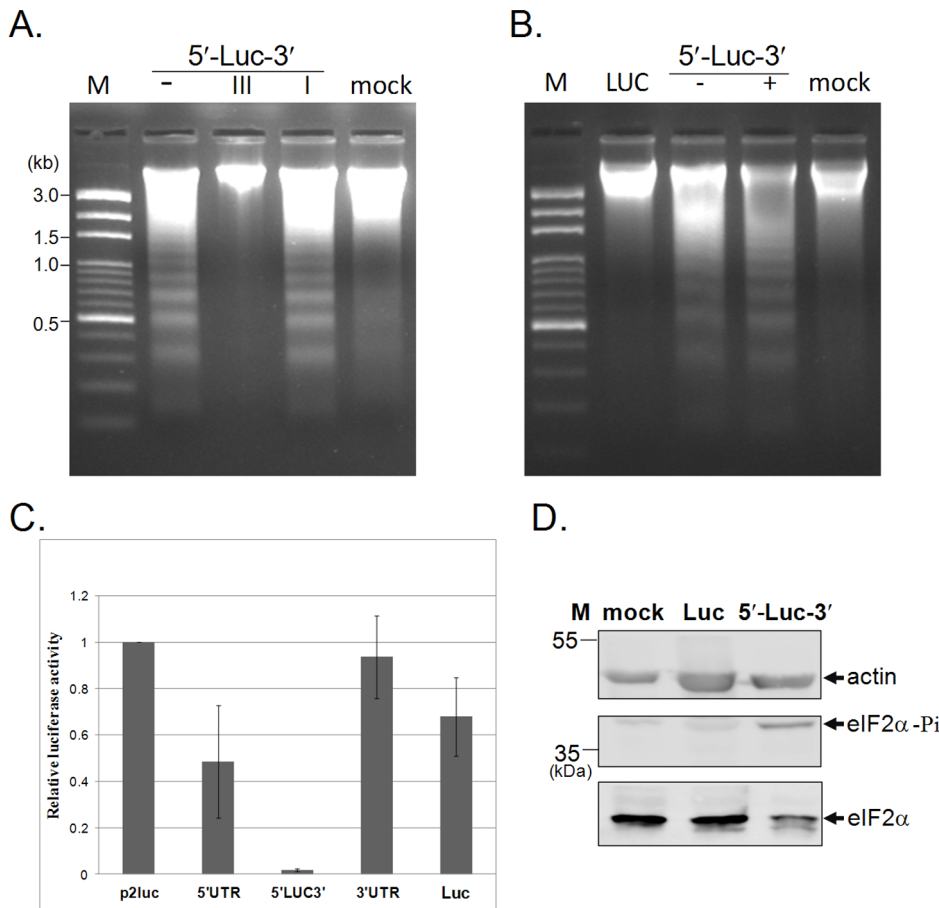 A.
5′-Luc-3′
M - III I mock
(kb)
3.0
1.5
1.0
0.5
B.
5′-Luc-3′
M LUC - + mock
C.
Relative luciferase activity
1.2
1
0.8
0.6
0.4
0.2
0
p2luc 5'UTR 5'LUC3' 3'UTR Luc
D.
M mock Luc 5′-Luc-3′
55
actin
eIF2α-Pi
35
(kDa)
eIF2α